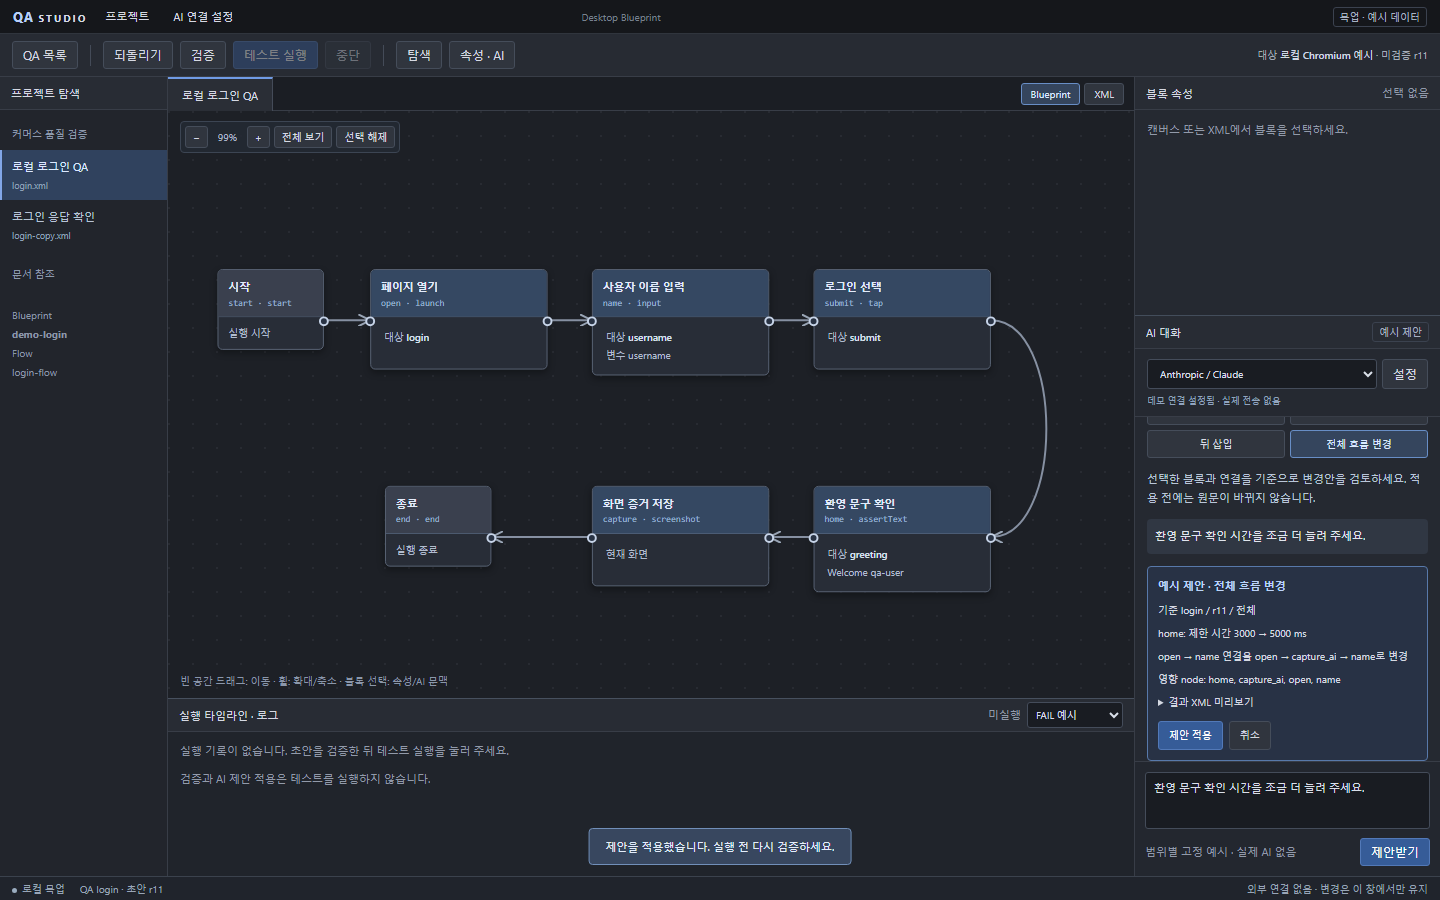 QA STUDIO
프로젝트
AI 연결 설정
Desktop Blueprint
목업 · 예시 데이터
QA 목록
되돌리기
검증
테스트 실행
중단
탐색
속성 · AI
대상 로컬 Chromium 예시 · 미검증 r11
프로젝트 탐색
커머스 품질 검증
로컬 로그인 QA
login.xml
로그인 응답 확인
login-copy.xml
문서 참조
Blueprint
demo-login
Flow
login-flow
로컬 로그인 QA
Blueprint
XML
−
99%
+
전체 보기
선택 해제
시작
start · start
실행 시작
페이지 열기
open · launch
대상 login
사용자 이름 입력
name · input
대상 username
변수 username
로그인 선택
submit · tap
대상 submit
종료
end · end
실행 종료
화면 증거 저장
capture · screenshot
현재 화면
환영 문구 확인
home · assertText
대상 greeting
Welcome qa-user
빈 공간 드래그: 이동 · 휠: 확대/축소 · 블록 선택: 속성/AI 문맥
실행 타임라인 · 로그
미실행
FAIL 예시
실행 기록이 없습니다. 초안을 검증한 뒤 테스트 실행을 눌러 주세요.
검증과 AI 제안 적용은 테스트를 실행하지 않습니다.
제안을 적용했습니다. 실행 전 다시 검증하세요.
블록 속성
선택 없음
캔버스 또는 XML에서 블록을 선택하세요.
AI 대화
예시 제안
Anthropic / Claude
설정
데모 연결 설정됨 · 실제 전송 없음
뒤 삽입
전체 흐름 변경
선택한 블록과 연결을 기준으로 변경안을 검토하세요. 적
용 전에는 원문이 바뀌지 않습니다.
환영 문구 확인 시간을 조금 더 늘려 주세요.
예시 제안 · 전체 흐름 변경
기준 login / r11 / 전체
home: 제한 시간 3000 → 5000 ms
open → name 연결을 open → capture_ai → name로 변경
영향 node: home, capture_ai, open, name
▶ 결과 XML 미리보기
제안 적용
취소
환영 문구 확인 시간을 조금 더 늘려 주세요.
범위별 고정 예시 · 실제 AI 없음
제안받기
로컬 목업
QA login · 초안 r11
외부 연결 없음 · 변경은 이 창에서만 유지